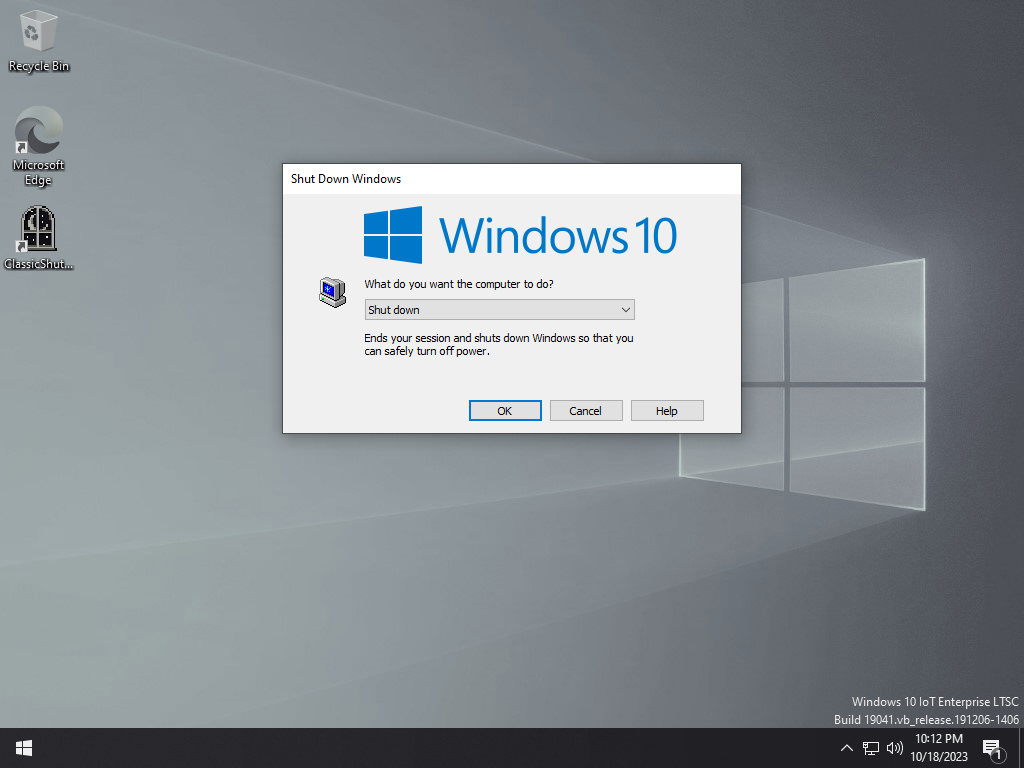 Recycle Bin
Microsoft
Edge
ClassicShut...
Shut Down Windows
Windows 10
What do you want the computer to do?
Shut down
Ends your session and shuts down Windows so that you
can safely turn off power.
OK
Cancel
Help
Windows 10 IoT Enterprise LTSC
Build 19041.vb_release.191206-1406
10:12 PM
10/18/2023
1